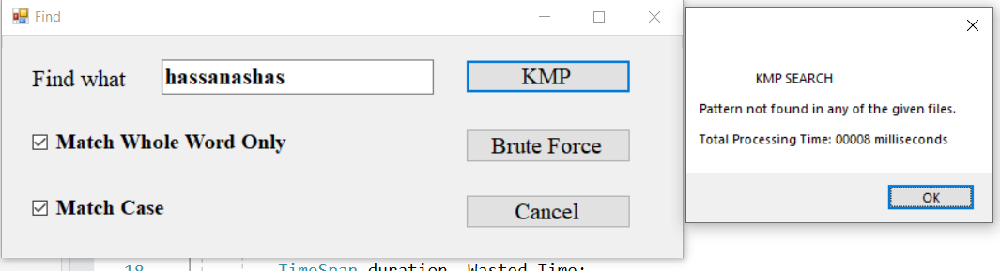 Find
Find what
hassanashas
KMP
Match Whole Word Only
Brute Force
Match Case
Cancel
KMP SEARCH
Pattern not found in any of the given files.
Total Processing Time: 00008 milliseconds
OK
18
TimeSpan duration, Wasted Time;